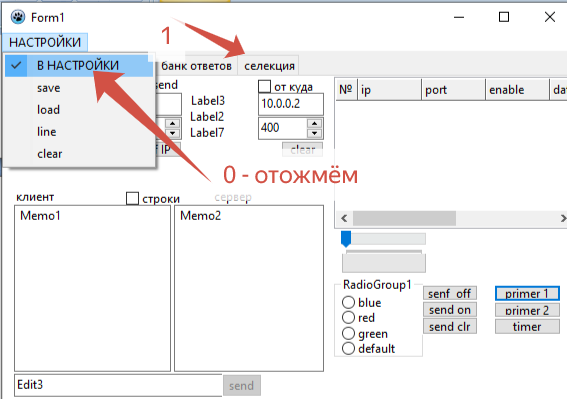 Form1
НАСТРОЙКИ
1
В НАСТРОЙКИ
save
load
line
clear
банк ответов
селекция
send
Label3
Label2
Label7
от куда
10.0.0.2
400
IP
clear
0 - отожмём
№ ip port enable dat
клиент
строки
сервер
Memo1
Memo2
RadioGroup1
blue
red
green
default
senf off
send on
send clr
primer 1
primer 2
timer
Edit3
send